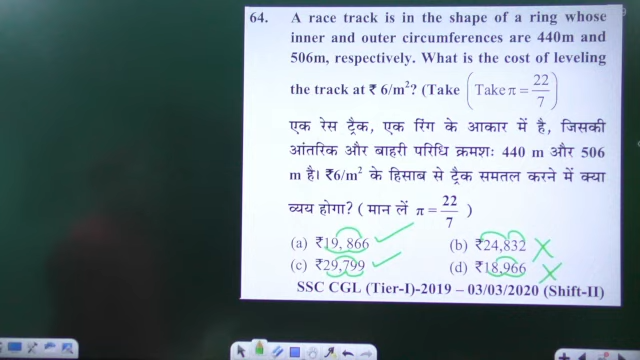 64. A race track is in the shape of a ring whose
inner and outer circumferences are 440m and
506m, respectively. What is the cost of leveling
the track at ₹ 6/m²? (Take (Take π = 22/7)
एक रेस ट्रैक, एक रिंग के आकार में है, जिसकी
आंतरिक और बाहरी परिधि क्रमशः 440 m और 506
m है। ₹6/m² के हिसाब से ट्रैक समतल करने में क्या
व्यय होगा? ( मान लें π = 22/7 )
(a) ₹19, 866 (b) ₹24,832
(c) ₹29,799 (d) ₹18,966
SSC CGL (Tier-I)-2019 – 03/03/2020 (Shift-II)